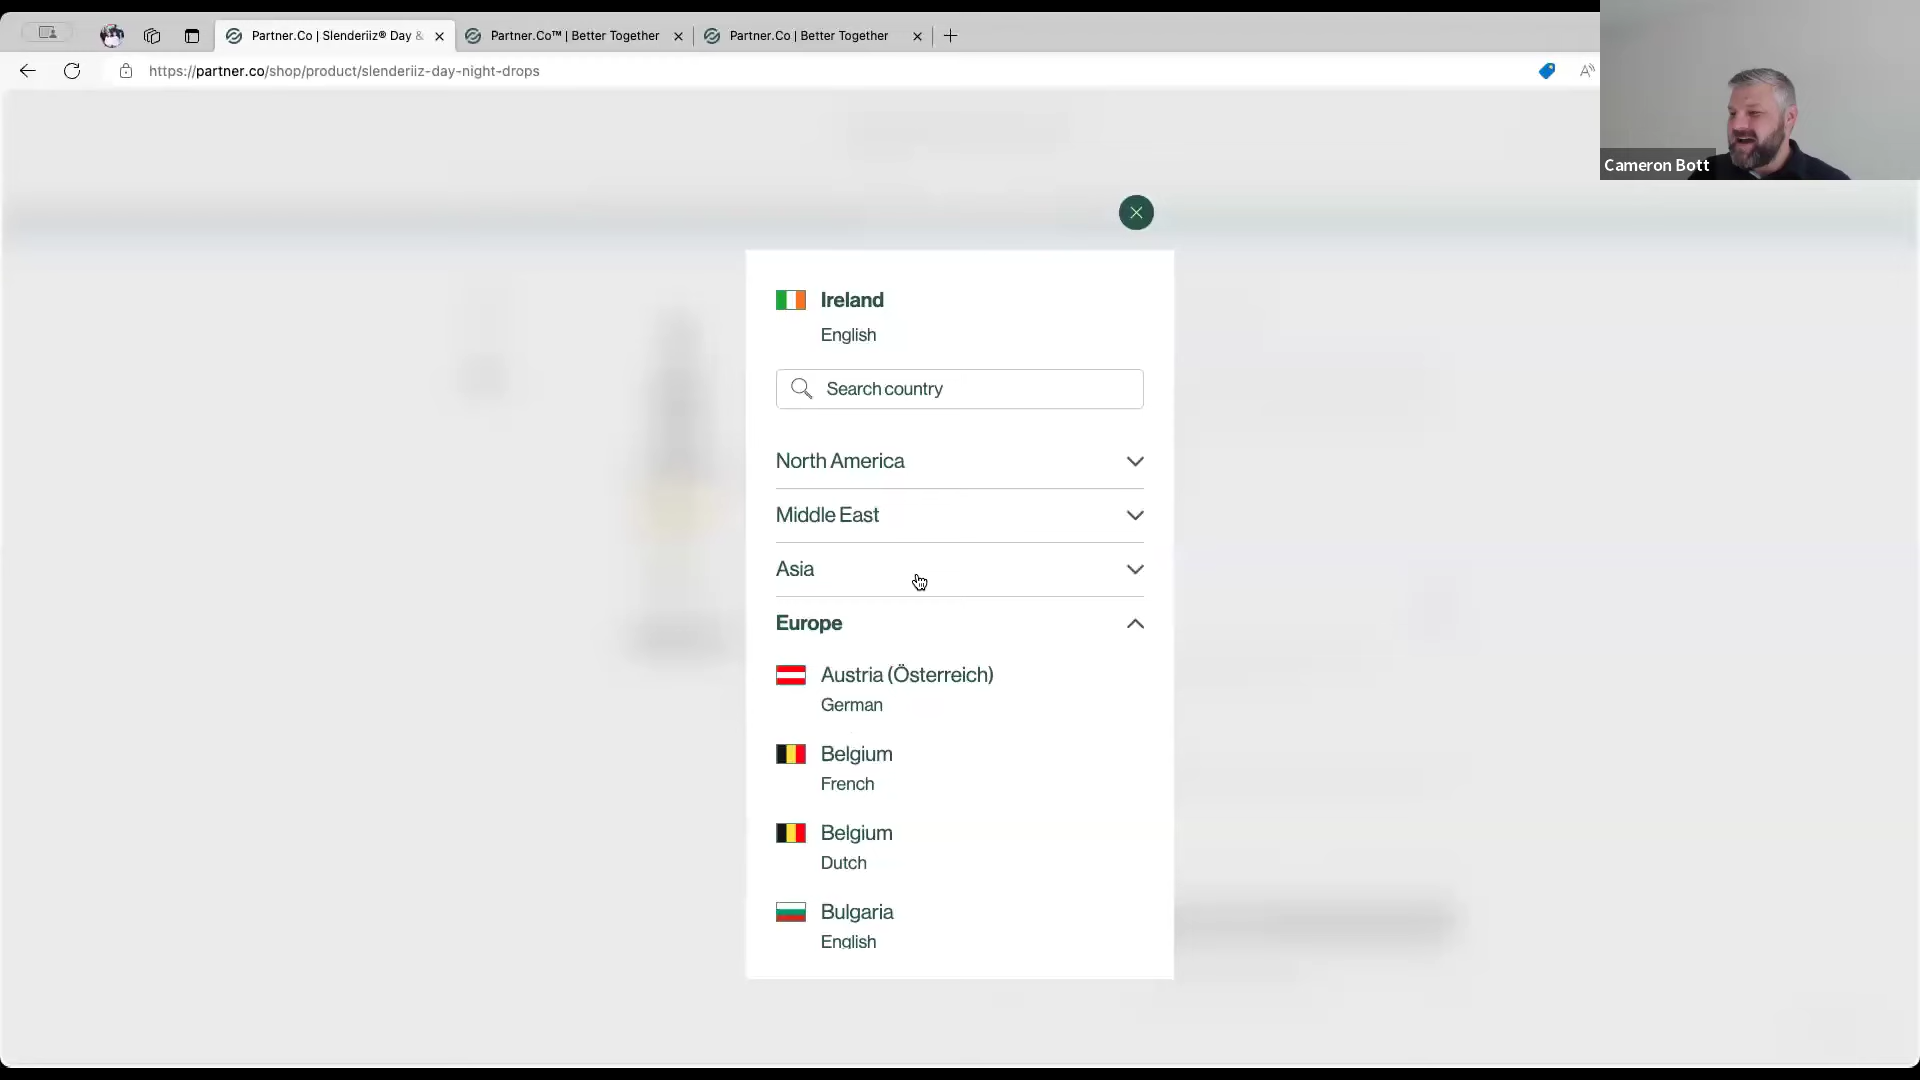 Partner.Co | Slenderiiz® Day &
Partner.Co™ | Better Together
Partner.Co | Better Together
https://partner.co/shop/product/slenderiiz-day-night-drops
Cameron Bott
Ireland
English
Search country
North America
Middle East
Asia
Europe
Austria (Österreich)
German
Belgium
French
Belgium
Dutch
Bulgaria
English